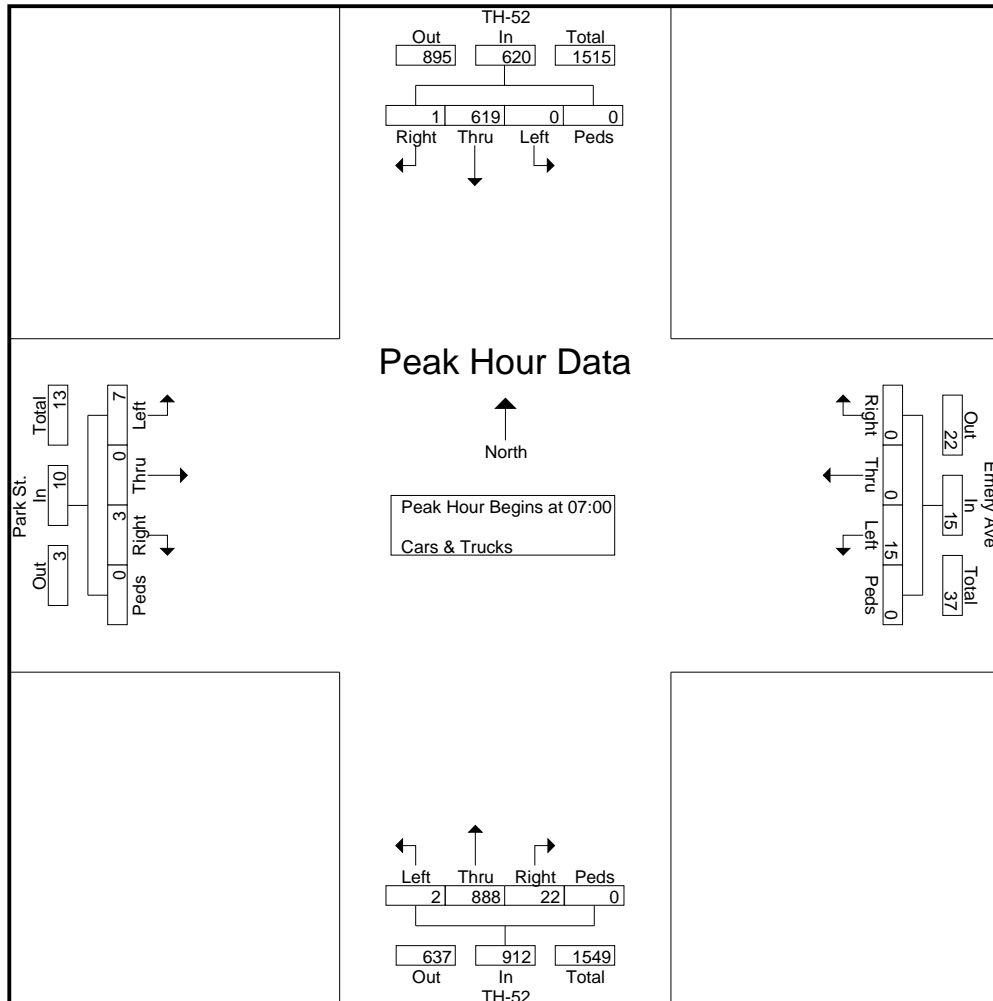 TH-52
Out In Total
895 620 1515
1 619 0 0
Right Thru Left Peds
Peak Hour Data
North
Peak Hour Begins at 07:00
Cars & Trucks
Park St.
Out In Total
3 10 13
0 3 0 7
Peds Right Thru Left
Emery Ave
Out In Total
22 15 37
0 0 15 0
Right Thru Left Peds
Left Thru Right Peds
2 888 22 0
637 912 1549
Out In Total
TH-52